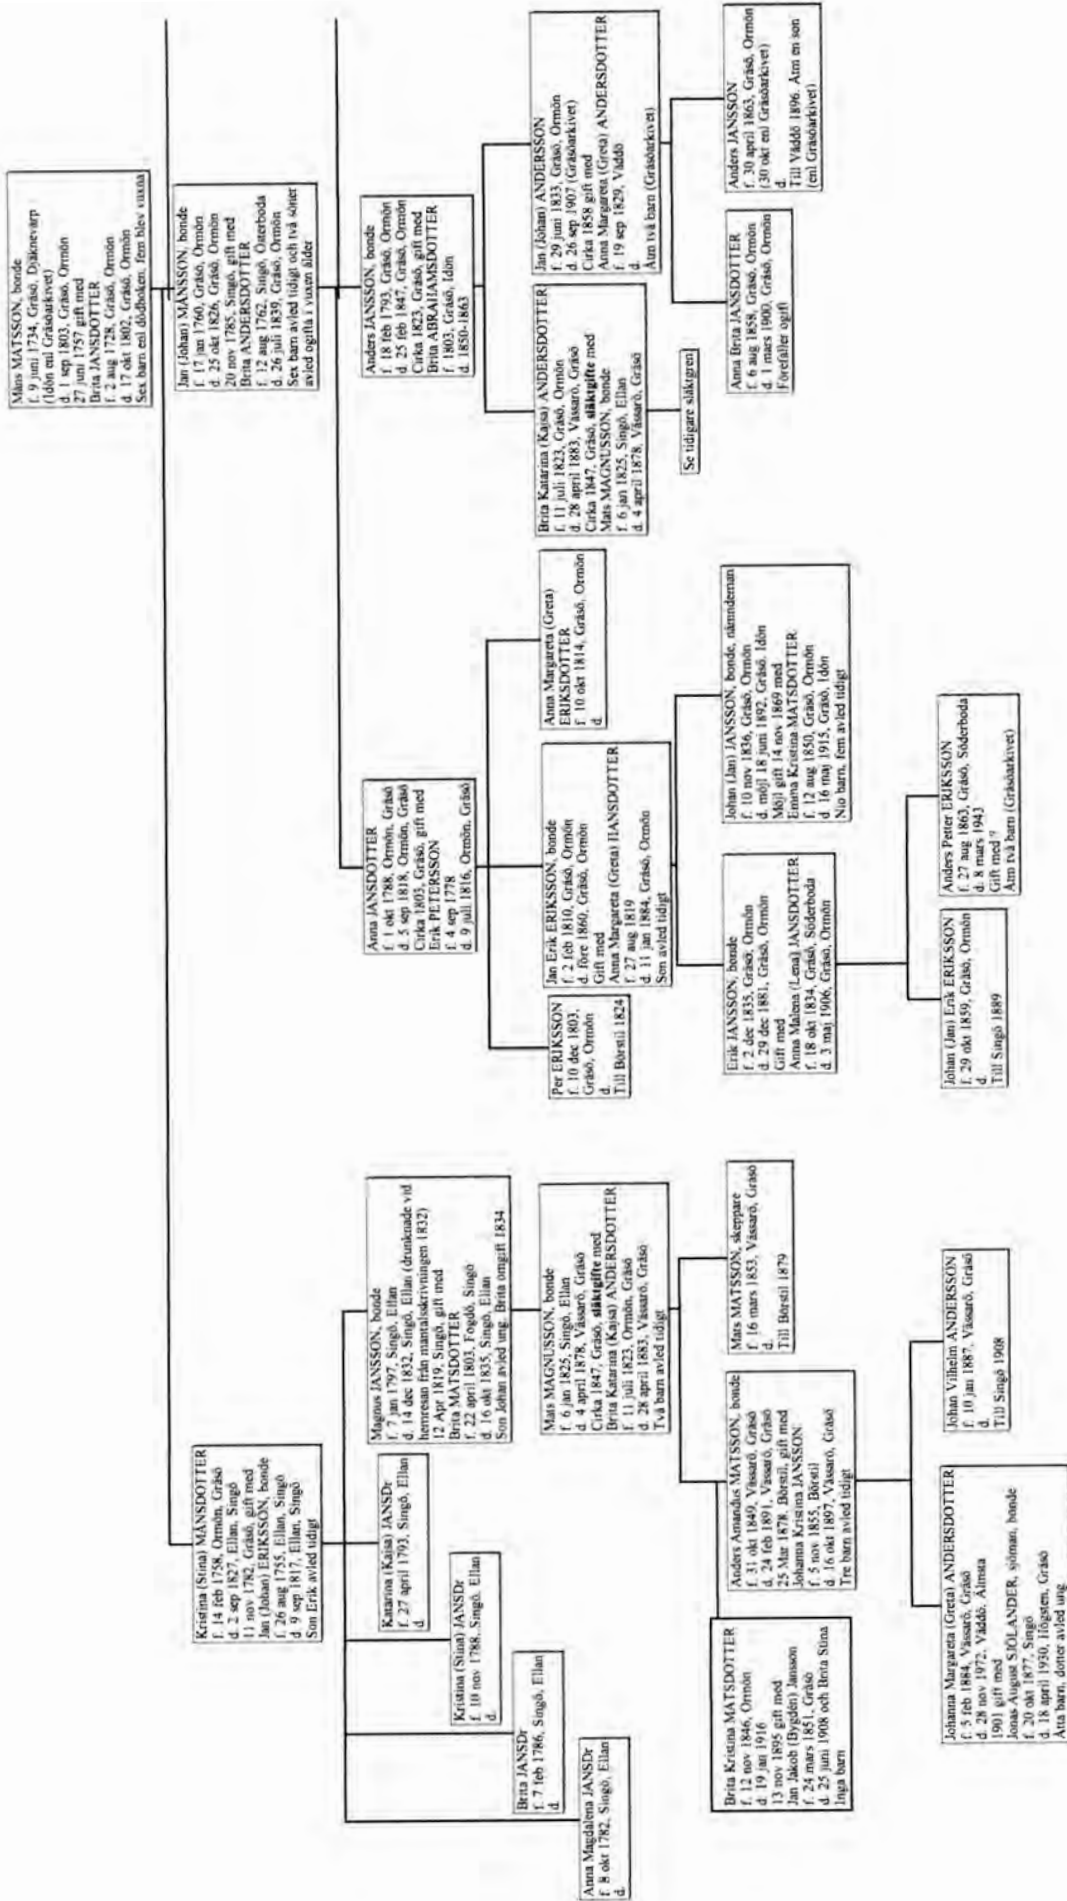 Måns MATSSON, bonde
f. 9 juni 1734, Gräsö, Djäknevarp
(Idön enl Gräsöarkivet)
d. 1 sep 1803, Gräsö, Ormön
27 juni 1757 gift med
Brita JANSDOTTER
f. 2 aug 1728, Gräsö, Ormön
d. 17 okt 1802, Gräsö, Ormön
Sex barn enl dödboken, fem blev vuxna
Kristina (Stina) MÅNSDOTTER
f. 14 feb 1758, Ormön, Gräsö
d. 2 sep 1827, Ellan, Singö
11 nov 1782, Gräsö, gift med
Jan (Johan) ERIKSSON, bonde
f. 26 aug 1755, Ellan, Singö
d. 9 sep 1817, Ellan, Singö
Son Erik avled tidigt
Jan (Johan) MÅNSSON, bonde
f. 17 jan 1760, Gräsö, Ormön
d. 25 okt 1826, Gräsö, Ormön
20 nov 1785, Singö, gift med
Brita ANDERSDOTTER
f. 12 aug 1762, Singö, Österboda
d. 26 juli 1839, Gräsö, Ormön
Sex barn avled tidigt och två söner
avled ogifta i vuxen ålder
Anna Magdalena JANSDr
f. 8 okt 1782, Singö, Ellan
d.
Brita JANSDr
f. 7 feb 1786, Singö, Ellan
d.
Kristina (Stina) JANSDr
f. 10 nov 1788, Singö, Ellan
d.
Katarina (Kajsa) JANSDr
f. 27 april 1793, Singö, Ellan
d.
Magnus JANSSON, bonde
f. 7 jan 1797, Singö, Ellan
d. 14 dec 1832, Singö, Ellan (drunknade vid
hemresan från mantalsskrivningen 1832)
12 Apr 1819, Singö, gift med
Brita MATSDOTTER
f. 22 april 1803, Fogdö, Singö
d. 16 okt 1835, Singö, Ellan
Son Johan avled ung. Brita omgift 1834
Anna JANSDOTTER
f. 1 okt 1788, Ormön, Gräsö
d. 5 sep 1818, Ormön, Gräsö
Cirka 1803, Gräsö, gift med
Erik PETERSSON
f. 4 sep 1778
d. 9 juli 1816, Ormön, Gräsö
Anders JANSSON, bonde
f. 18 feb 1793, Gräsö, Ormön
d. 25 feb 1847, Gräsö, Ormön
Cirka 1823, Gräsö, gift med
Brita ABRAHAMSDOTTER
f. 1803, Gräsö, Idön
d. 1850-1863
Mats MAGNUSSON, bonde
f. 6 jan 1825, Singö, Ellan
d. 4 april 1878, Vässarö, Gräsö
Cirka 1847, Gräsö, släktgifte med
Brita Katarina (Kajsa) ANDERSDOTTER
f. 11 juli 1823, Ormön, Gräsö
d. 28 april 1883, Vässarö, Gräsö
Två barn avled tidigt
Per ERIKSSON
f. 10 dec 1803,
Gräsö, Ormön
d.
Till Börstil 1824
Jan Erik ERIKSSON, bonde
f. 2 feb 1810, Gräsö, Ormön
d. före 1860, Gräsö, Ormön
Gift med
Anna Margareta (Greta) HANSDOTTER
f. 27 aug 1819
d. 11 jan 1884, Gräsö, Ormön
Son avled tidigt
Anna Margareta (Greta)
ERIKSDOTTER
f. 10 okt 1814, Gräsö, Ormön
d.
Brita Katarina (Kajsa) ANDERSDOTTER
f. 11 juli 1823, Gräsö, Ormön
d. 28 april 1883, Vässarö, Gräsö
Cirka 1847, Gräsö, släktgifte med
Mats MAGNUSSON, bonde
f. 6 jan 1825, Singö, Ellan
d. 4 april 1878, Vässarö, Gräsö
Se tidigare släktgren
Jan (Johan) ANDERSSON
f. 29 juni 1833, Gräsö, Ormön
d. 26 sep 1907 (Gräsöarkivet)
Cirka 1858 gift med
Anna Margareta (Greta) ANDERSDOTTER
f. 19 sep 1829, Väddö
d.
Åtm två barn (Gräsöarkivet)
Brita Kristina MATSDOTTER
f. 12 nov 1846, Ormön
d. 19 jan 1916
13 nov 1895 gift med
Jan Jakob (Bygdén) Jansson
f. 24 mars 1851, Gräsö
d. 25 juni 1908 och Brita Stina
Inga barn
Anders Amandus MATSSON, bonde
f. 31 okt 1849, Vässarö, Gräsö
d. 24 feb 1891, Vässarö, Gräsö
25 Mar 1878, Börstil, gift med
Johanna Kristina JANSSON
f. 5 nov 1855, Börstil
d. 16 okt 1897, Vässarö, Gräsö
Tre barn avled tidigt
Mats MATSSON, skeppare
f. 16 mars 1853, Vässarö, Gräsö
d.
Till Börstil 1879
Erik JANSSON, bonde
f. 2 dec 1835, Gräsö, Ormön
d. 29 dec 1881, Gräsö, Ormön
Gift med
Anna Malena (Lena) JANSDOTTER
f. 18 okt 1834, Gräsö, Söderboda
d. 3 maj 1906, Gräsö, Ormön
Johan (Jan) JANSSON, bonde, nämndeman
f. 10 nov 1836, Gräsö, Ormön
d. möjl 18 juni 1892, Gräsö, Idön
Möjl gift 14 nov 1869 med
Emma Kristina MATSDOTTER
f. 12 aug 1850, Gräsö, Ormön
d. 16 maj 1915, Gräsö, Idön
Nio barn, fem avled tidigt
Anna Brita JANSDOTTER
f. 6 aug 1858, Gräsö, Ormön
d. 1 mars 1900, Gräsö, Ormön
Förefaller ogift
Anders JANSSON
f. 30 april 1863, Gräsö, Ormön
(30 okt enl Gräsöarkivet)
d.
Till Väddö 1896. Åtm en son
(enl Gräsöarkivet)
Johanna Margareta (Greta) ANDERSDOTTER
f. 5 feb 1884, Vässarö, Gräsö
d. 28 nov 1972, Väddö, Älmsta
1901 gift med
Jonas August SJÖLANDER, sjöman, bonde
f. 20 okt 1877, Singö
d. 18 april 1930, Högsten, Gräsö
Åtta barn, dotter avled ung
Johan Vilhelm ANDERSSON
f. 10 jan 1887, Vässarö, Gräsö
d.
Till Singö 1908
Johan (Jan) Erik ERIKSSON
f. 29 okt 1859, Gräsö, Ormön
d.
Till Singö 1889
Anders Petter ERIKSSON
f. 27 aug 1863, Gräsö, Söderboda
d. 8 mars 1943
Gift med ?
Åtm två barn (Gräsöarkivet)